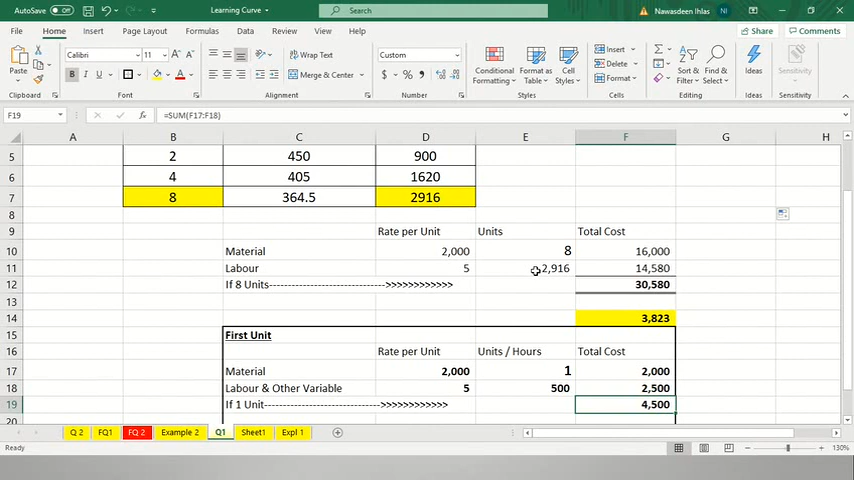 AutoSave Off Learning Curve Search Nawasdeen Ihlas NI
File Home Insert Page Layout Formulas Data Review View Help Share Comments
Paste Calibri 11 A A Wrap Text Custom Conditional Formatting Format as Table Cell Styles Insert Delete Format Sort & Filter Find & Select Ideas Sensitivity
B I U A Merge & Center $ % 9
Clipboard Font Alignment Number Styles Cells Editing Ideas Sensitivity
F19 fx =SUM(F17:F18)
A B C D E F G H
5 2 450 900
6 4 405 1620
7 8 364.5 2916
8
9 Rate per Unit Units Total Cost
10 Material 2,000 8 16,000
11 Labour 5 2,916 14,580
12 If 8 Units--------------------------------->>>>>>>>>>>> 30,580
13
14 3,823
15 First Unit
16 Rate per Unit Units / Hours Total Cost
17 Material 2,000 1 2,000
18 Labour & Other Variable 5 500 2,500
19 If 1 Unit--------------------------------->>>>>>>>>>>> 4,500
20
Q 2 FQ1 FQ 2 Example 2 Q1 Sheet1 Expl 1
Ready 130%